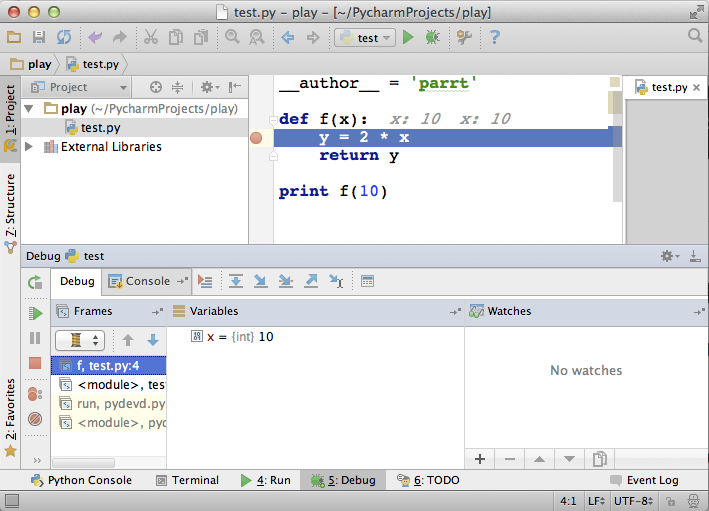 test.py – play – [~/PycharmProjects/play]
test
play test.py
1: Project
Z: Structure
2: Favorites
Project
play (~/PycharmProjects/play)
test.py
External Libraries
__author__ = 'parrt'
def f(x): x: 10 x: 10
y = 2 * x
return y
print f(10)
test.py
Debug test
Debug Console
Frames
f, test.py:4
<module>, tes
run, pydevd.py
<module>, pyd
Variables
x = {int} 10
Watches
No watches
Python Console Terminal 4: Run 5: Debug 6: TODO Event Log
4:1 LF UTF-8